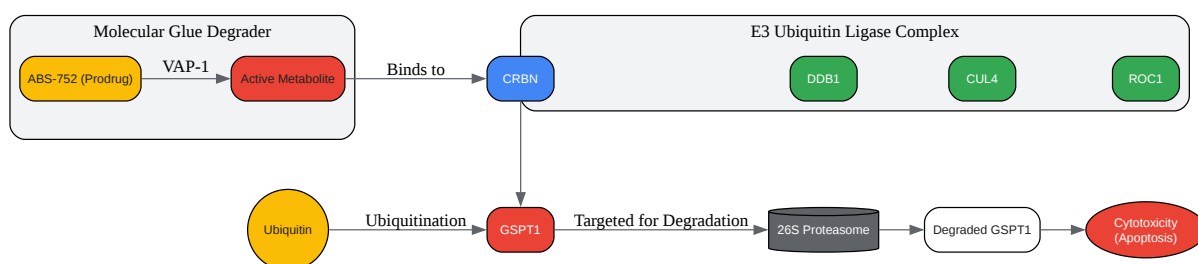 Molecular Glue Degrader
E3 Ubiquitin Ligase Complex
ABS-752 (Prodrug)
VAP-1
Active Metabolite
Binds to
CRBN
DDB1
CUL4
ROC1
Ubiquitin
Ubiquitination
GSPT1
Targeted for Degradation
26S Proteasome
Degraded GSPT1
Cytotoxicity
(Apoptosis)